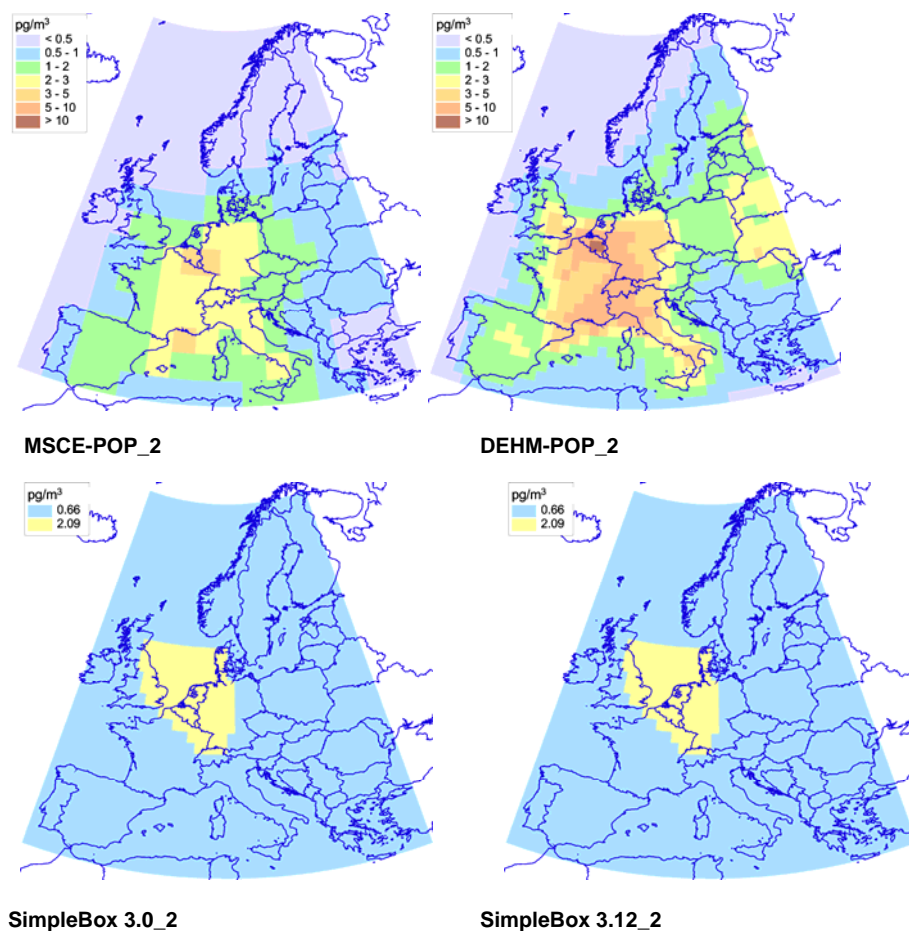 pg/m³
< 0.5
0.5 - 1
1 - 2
2 - 3
3 - 5
5 - 10
> 10
pg/m³
< 0.5
0.5 - 1
1 - 2
2 - 3
3 - 5
5 - 10
> 10
MSCE-POP_2
DEHM-POP_2
pg/m³
0.66
2.09
pg/m³
0.66
2.09
SimpleBox 3.0_2
SimpleBox 3.12_2